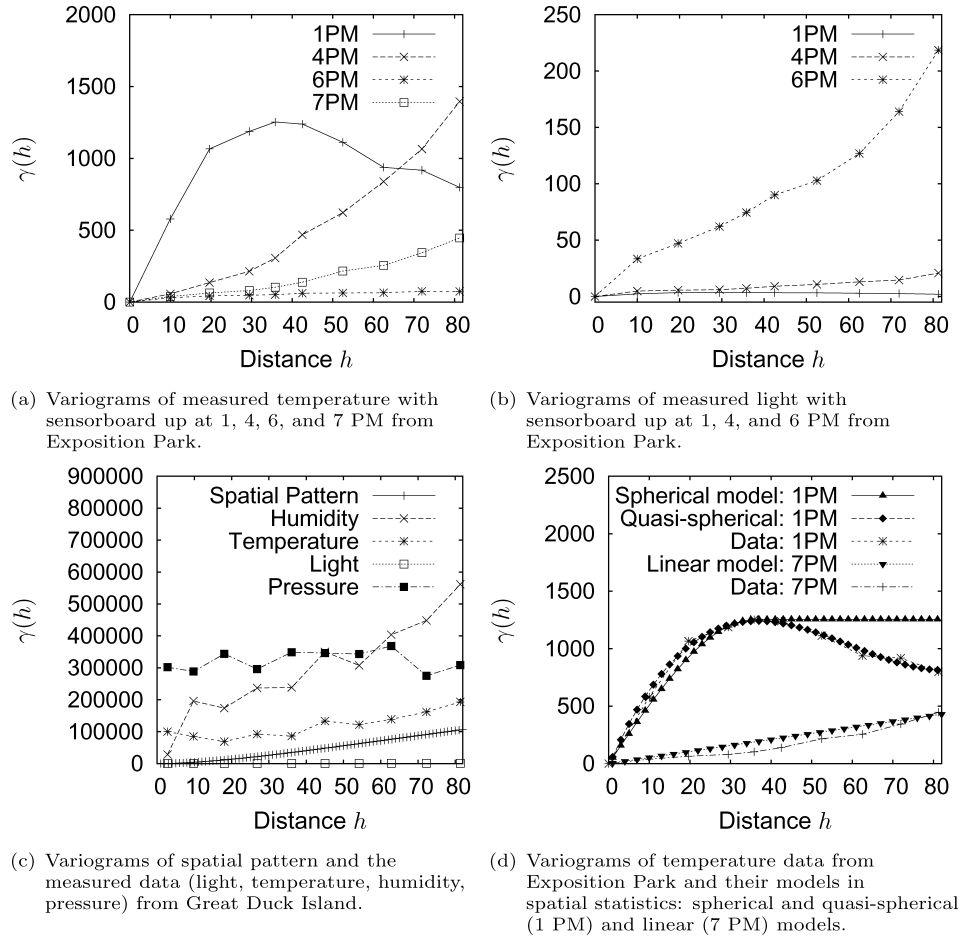 2000
1500
1000
500
0
γ(h)
1PM
4PM
6PM
7PM
0 10 20 30 40 50 60 70 80
Distance h
(a) Variograms of measured temperature with
sensorboard up at 1, 4, 6, and 7 PM from
Exposition Park.
250
200
150
100
50
0
γ(h)
1PM
4PM
6PM
0 10 20 30 40 50 60 70 80
Distance h
(b) Variograms of measured light with
sensorboard up at 1, 4, and 6 PM from
Exposition Park.
900000
800000
700000
600000
500000
400000
300000
200000
100000
0
γ(h)
Spatial Pattern
Humidity
Temperature
Light
Pressure
0 10 20 30 40 50 60 70 80
Distance h
(c) Variograms of spatial pattern and the
measured data (light, temperature, humidity,
pressure) from Great Duck Island.
2500
2000
1500
1000
500
0
γ(h)
Spherical model: 1PM
Quasi-spherical: 1PM
Data: 1PM
Linear model: 7PM
Data: 7PM
0 10 20 30 40 50 60 70 80
Distance h
(d) Variograms of temperature data from
Exposition Park and their models in
spatial statistics: spherical and quasi-spherical
(1 PM) and linear (7 PM) models.